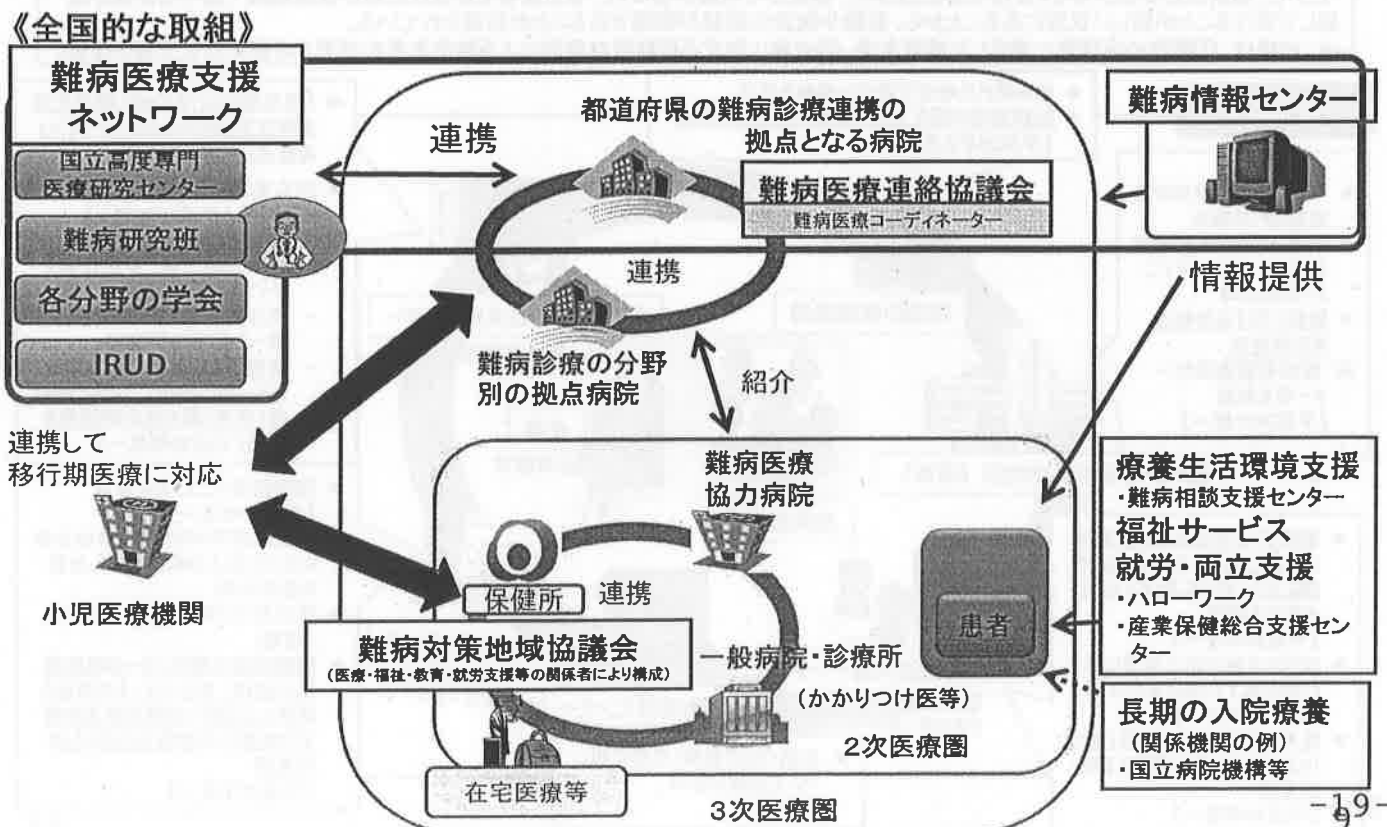 《全国的な取組》
難病医療支援
ネットワーク
国立高度専門
医療研究センター
難病研究班
各分野の学会
IRUD
連携
都道府県の難病診療連携の
拠点となる病院
難病医療連絡協議会
難病医療コーディネーター
連携
難病診療の分野
別の拠点病院
難病情報センター
情報提供
紹介
連携して
移行期医療に対応
小児医療機関
難病医療
協力病院
保健所
連携
難病対策地域協議会
(医療・福祉・教育・就労支援等の関係者により構成)
一般病院・診療所
(かかりつけ医等)
患者
2次医療圏
在宅医療等
3次医療圏
療養生活環境支援
・難病相談支援センター
福祉サービス
就労・両立支援
・ハローワーク
・産業保健総合支援セン
ター
長期の入院療養
(関係機関の例)
・国立病院機構等
-19-
9